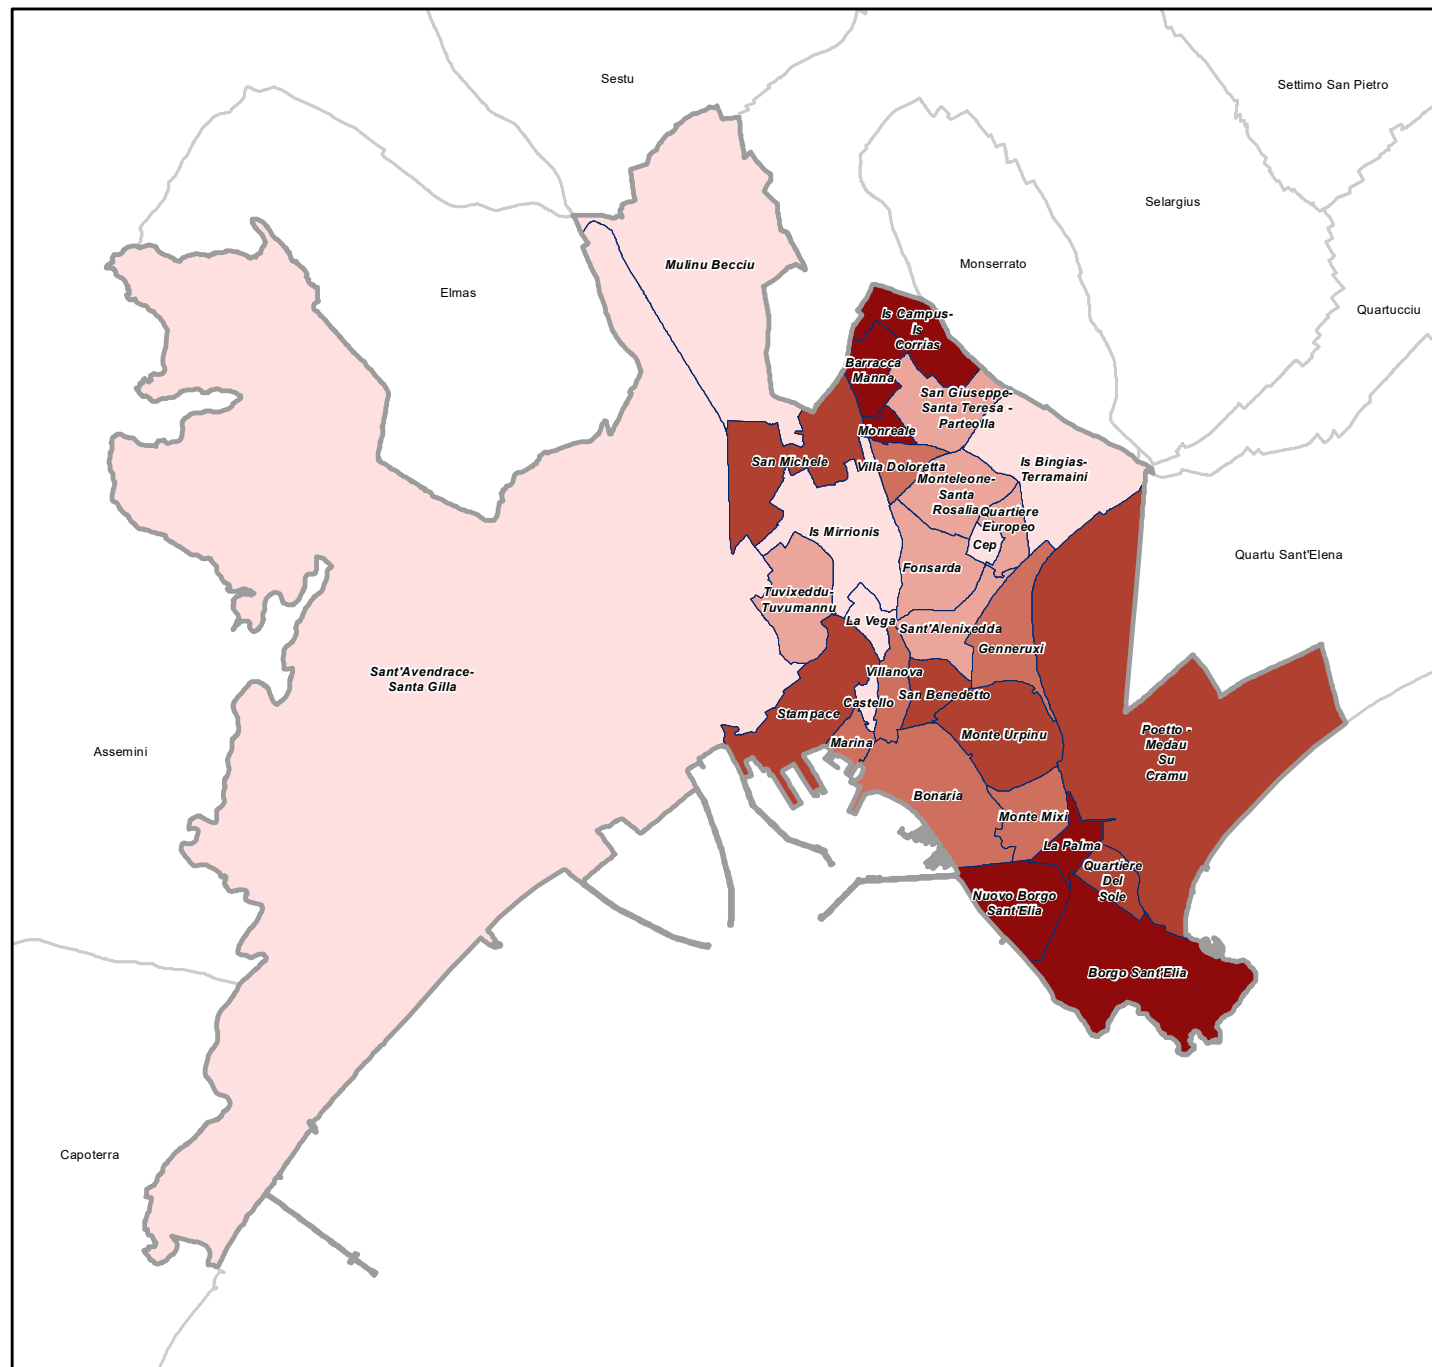 Sestu
Settimo San Pietro
Selargius
Monserrato
Mulinu Becciu
Elmas
Quartucciu
Is Campus-
Is
Corrias
Barracca
Manna
San Giuseppe-
Santa Teresa -
Parteolla
Monreale
San Michele
Villa Doloretta
Is Bingias-
Terramaini
Monteleone-
Santa
Rosalia
Quartiere
Europeo
Is Mirrionis
Cep
Quartu Sant'Elena
Fonsarda
Tuvixeddu-
Tuvumannu
La Vega
Sant'Alenixedda
Genneruxi
Sant'Avendrace-
Santa Gilla
Villanova
San Benedetto
Castello
Stampace
Marina
Monte Urpinu
Poetto -
Medau
Su
Cramu
Assemini
Bonaria
Monte Mixi
La Palma
Quartiere
Del
Sole
Nuovo Borgo
Sant'Elia
Borgo Sant'Elia
Capoterra